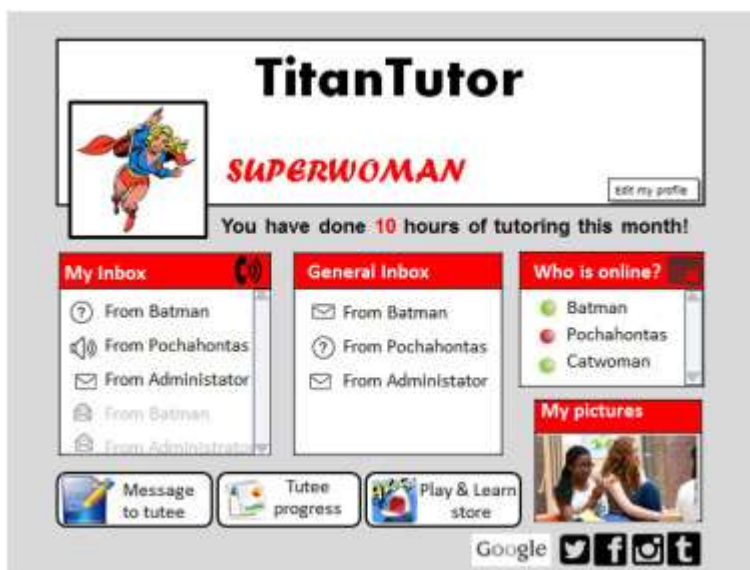 TitanTutor
SUPERWOMAN
Edit my profile
You have done 10 hours of tutoring this month!
My Inbox
From Batman
From Pochahontas
From Administator
From Batman
From Administrator
General Inbox
From Batman
From Pochahontas
From Administator
Who is online?
Batman
Pochahontas
Catwoman
My pictures
Message
to tutee
Tutee
progress
Play & Learn
store
Google